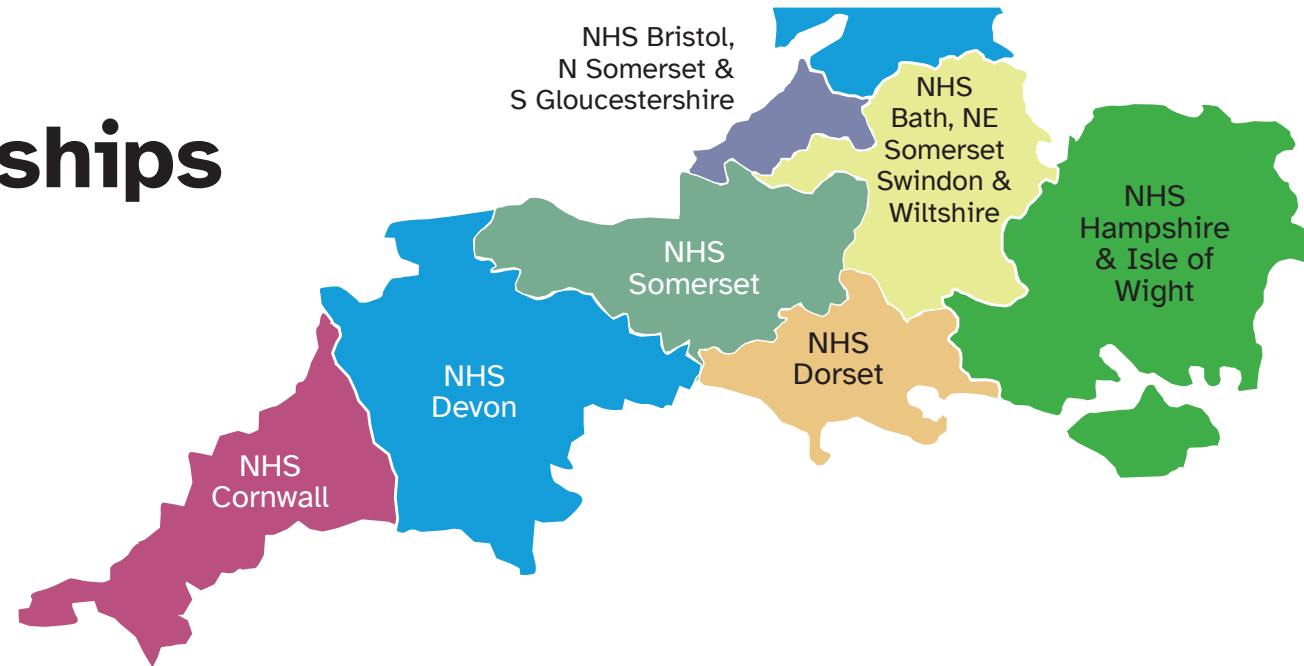 ships
NHS Bristol,
N Somerset &
S Gloucestershire
NHS
Bath, NE
Somerset
Swindon &
Wiltshire
NHS
Hampshire
& Isle of
Wight
NHS
Somerset
NHS
Dorset
NHS
Devon
NHS
Cornwall